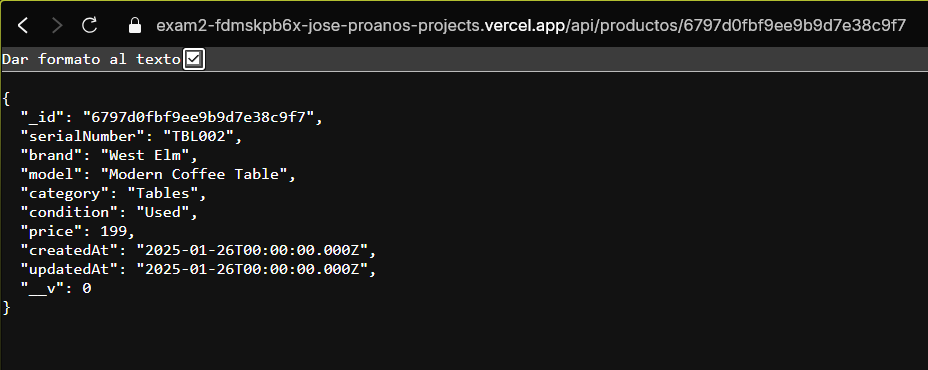 exam2-fdmskpb6x-jose-proanos-projects.vercel.app/api/productos/6797d0fbf9ee9b9d7e38c9f7
Dar formato al texto
{
  "_id": "6797d0fbf9ee9b9d7e38c9f7",
  "serialNumber": "TBL002",
  "brand": "West Elm",
  "model": "Modern Coffee Table",
  "category": "Tables",
  "condition": "Used",
  "price": 199,
  "createdAt": "2025-01-26T00:00:00.000Z",
  "updatedAt": "2025-01-26T00:00:00.000Z",
  "__v": 0
}